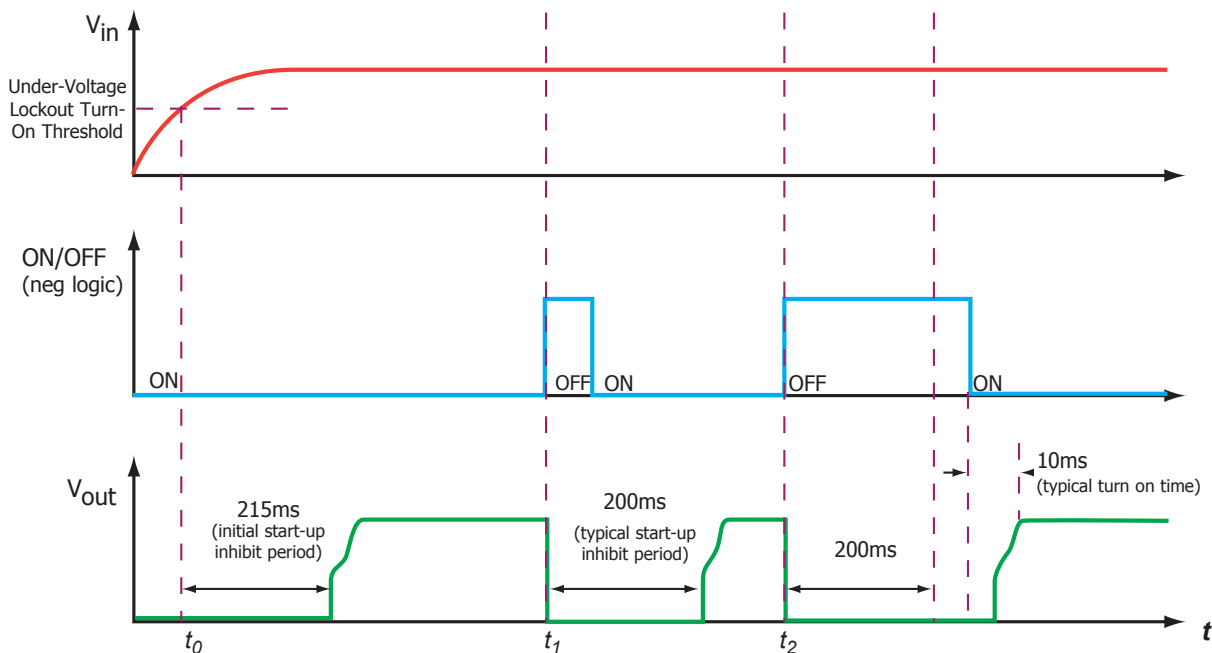 Vin
Under-Voltage
Lockout Turn-
On Threshold
ON/OFF
(neg logic)
ON
OFF
ON
OFF
ON
Vout
215ms
(initial start-up
inhibit period)
200ms
(typical start-up
inhibit period)
200ms
10ms
(typical turn on time)
t0
t1
t2
t